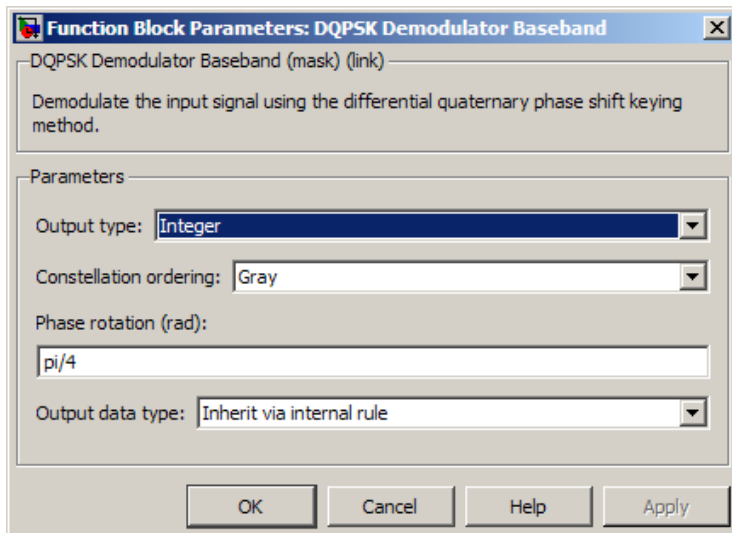 Function Block Parameters: DQPSK Demodulator Baseband
DQPSK Demodulator Baseband (mask) (link)
Demodulate the input signal using the differential quaternary phase shift keying
method.
Parameters
Output type: Integer
Constellation ordering: Gray
Phase rotation (rad):
pi/4
Output data type: Inherit via internal rule
OK Cancel Help Apply